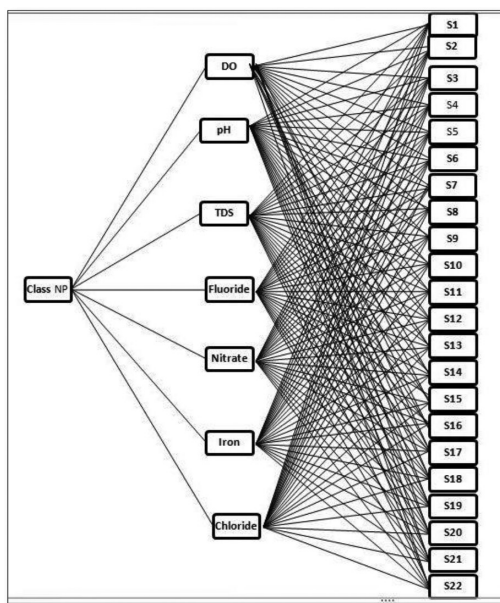 Class NP
DO
pH
TDS
Fluoride
Nitrate
Iron
Chloride
S1
S2
S3
S4
S5
S6
S7
S8
S9
S10
S11
S12
S13
S14
S15
S16
S17
S18
S19
S20
S21
S22